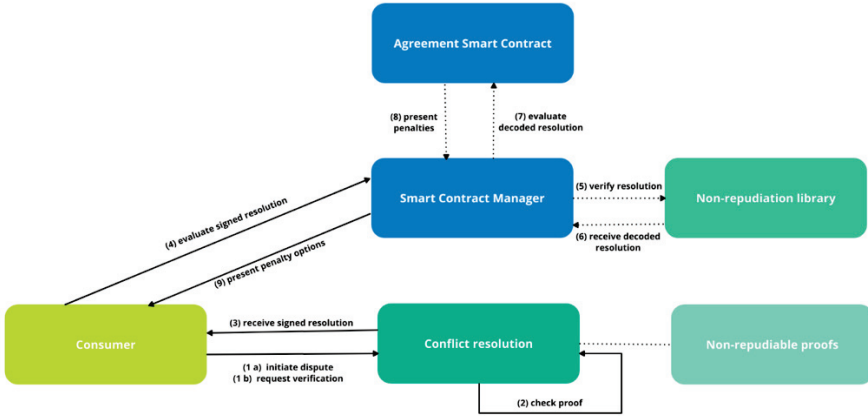 Agreement Smart Contract
(8) present
penalties
(7) evaluate
decoded resolution
Smart Contract Manager
(5) verify resolution
Non-repudiation library
(6) receive decoded
resolution
(4) evaluate signed resolution
(9) present penalty options
Consumer
(3) receive signed resolution
Conflict resolution
Non-repudiable proofs
(1 a) initiate dispute
(1 b) request verification
(2) check proof